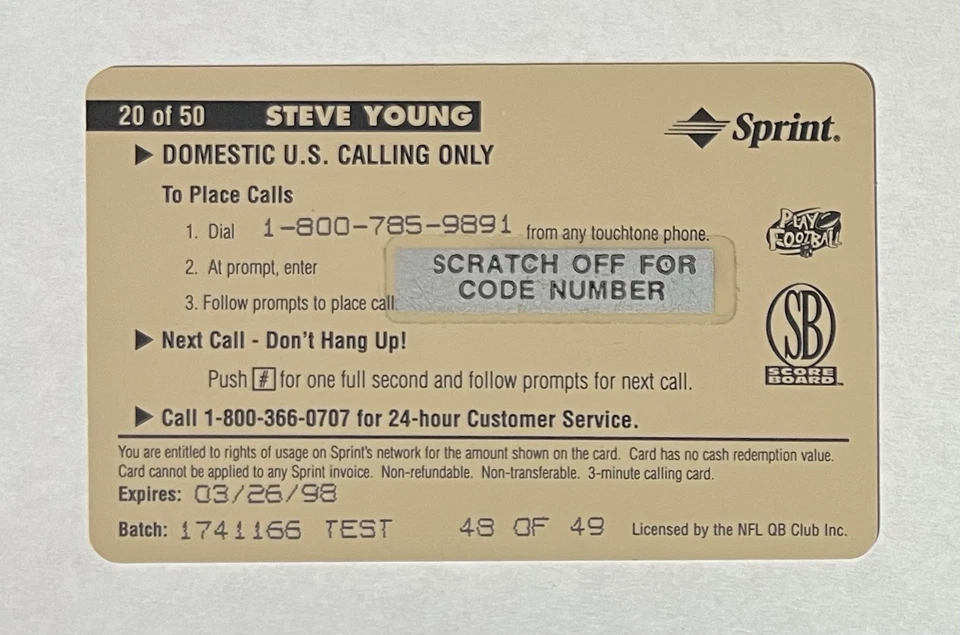 20 of 50 STEVE YOUNG
Sprint.
DOMESTIC U.S. CALLING ONLY
To Place Calls
1. Dial 1-800-785-9891 from any touchtone phone.
PLAY FOOTBALL
2. At prompt, enter
SCRATCH OFF FOR
CODE NUMBER
3. Follow prompts to place call
SB
SCORE
BOARD™
Next Call - Don't Hang Up!
Push # for one full second and follow prompts for next call.
Call 1-800-366-0707 for 24-hour Customer Service.
You are entitled to rights of usage on Sprint's network for the amount shown on the card. Card has no cash redemption value.
Card cannot be applied to any Sprint invoice. Non-refundable. Non-transferable. 3-minute calling card.
Expires: 03/26/98
Batch: 1741166 TEST 48 OF 49 Licensed by the NFL QB Club Inc.